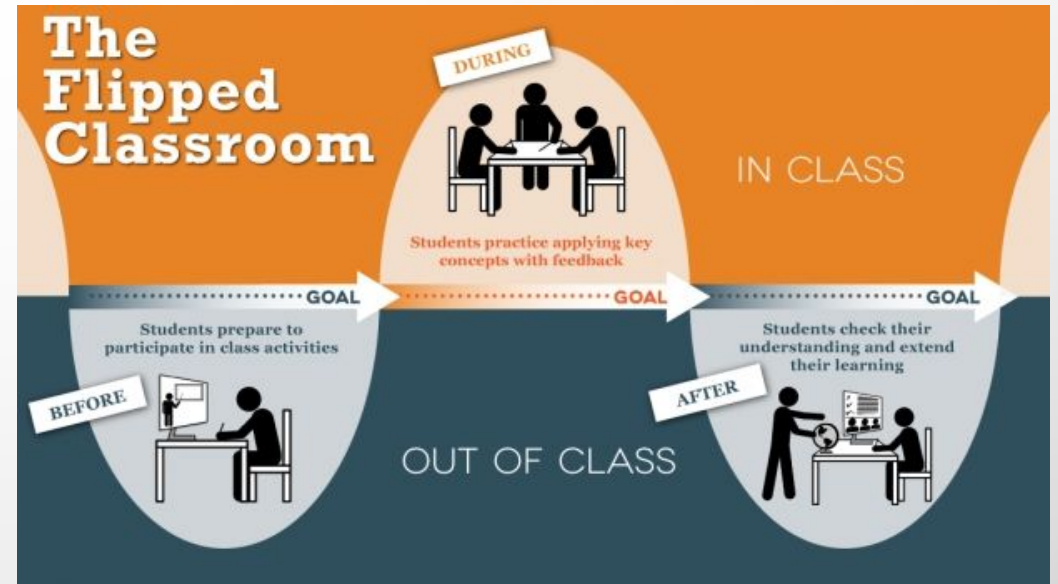 The
Flipped
Classroom
DURING
IN CLASS
Students practice applying key
concepts with feedback
GOAL
GOAL
GOAL
Students prepare to
participate in class activities
BEFORE
Students check their
understanding and extend
their learning
AFTER
OUT OF CLASS